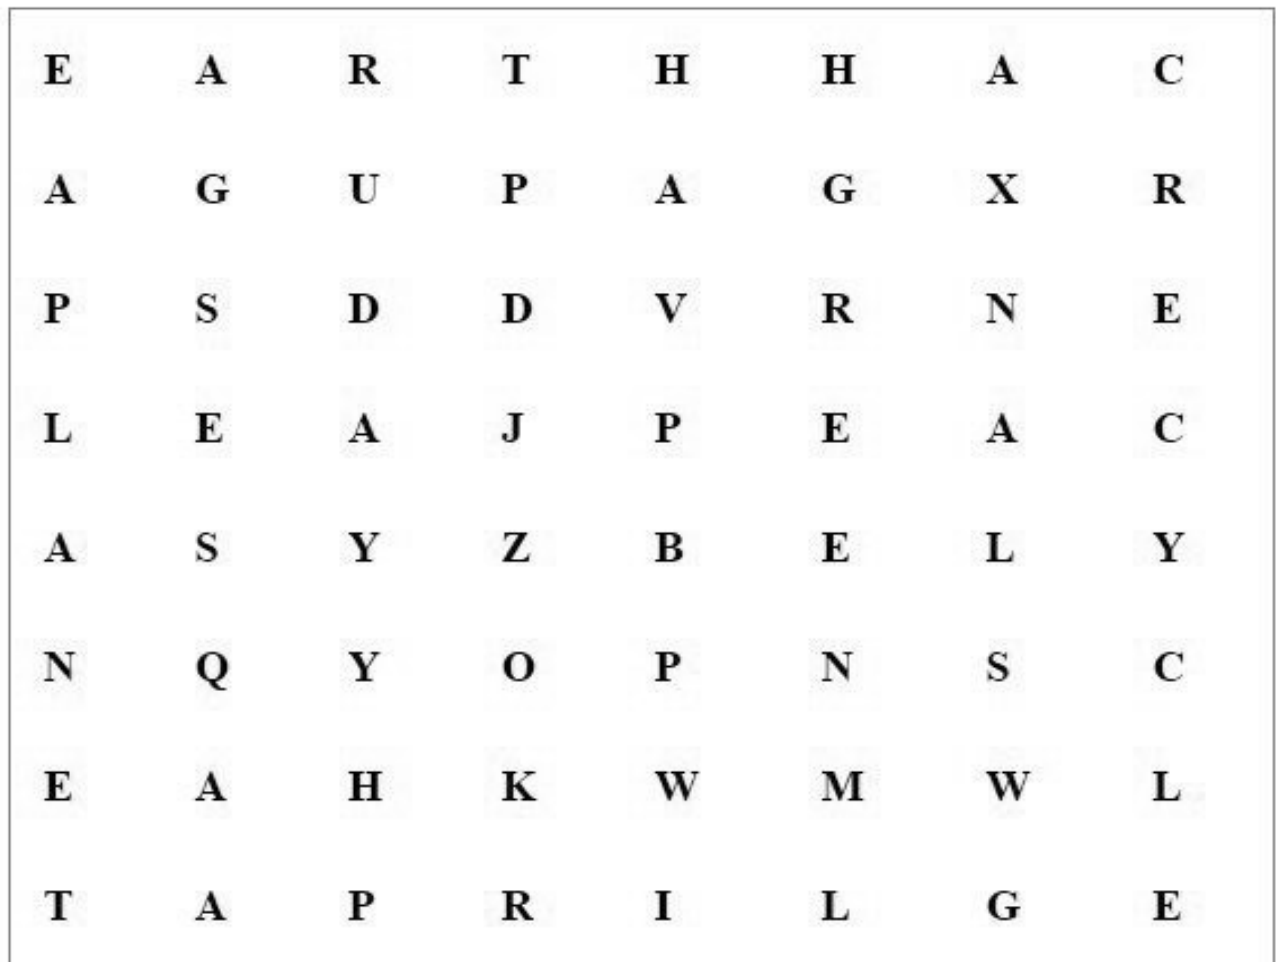 E A R T H H A C
A G U P A G X R
P S D D V R N E
L E A J P E A C
A S Y Z B E L Y
N Q Y O P N S C
E A H K W M W L
T A P R I L G E